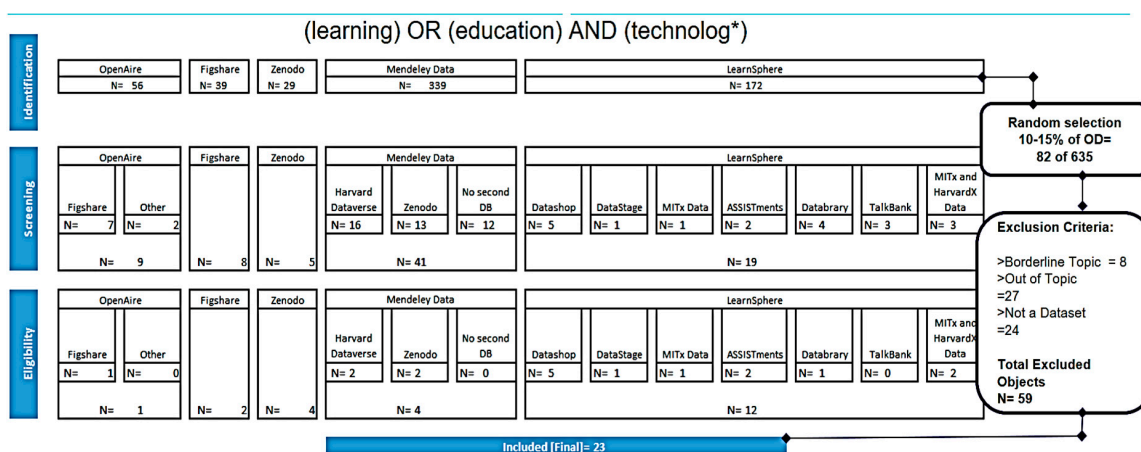 (learning) OR (education) AND (technolog*)
Identification
OpenAire
N= 56
Figshare
N= 39
Zenodo
N= 29
Mendeley Data
N= 339
LearnSphere
N= 172
Random selection
10-15% of OD=
82 of 635
Screening
OpenAire
Figshare
N= 7
Other
N= 2
N= 9
Figshare
N= 8
Zenodo
N= 5
Mendeley Data
Harvard
Dataverse
N= 16
Zenodo
N= 13
No second
DB
N= 12
N= 41
LearnSphere
Datashop
N= 5
DataStage
N= 1
MITx Data
N= 1
ASSISTments
N= 2
Databrary
N= 4
TalkBank
N= 3
MITx and
HarvardX
Data
N= 3
N= 19
Exclusion Criteria:
>Borderline Topic = 8
>Out of Topic
=27
>Not a Dataset
=24
Total Excluded
Objects
N= 59
Eligibility
OpenAire
Figshare
N= 1
Other
N= 0
N= 1
Figshare
N= 2
Zenodo
N= 4
Mendeley Data
Harvard
Dataverse
N= 2
Zenodo
N= 2
No second
DB
N= 0
N= 4
LearnSphere
Datashop
N= 5
DataStage
N= 1
MITx Data
N= 1
ASSISTments
N= 2
Databrary
N= 1
TalkBank
N= 0
MITx and
HarvardX
Data
N= 2
N= 12
Included [Final]= 23